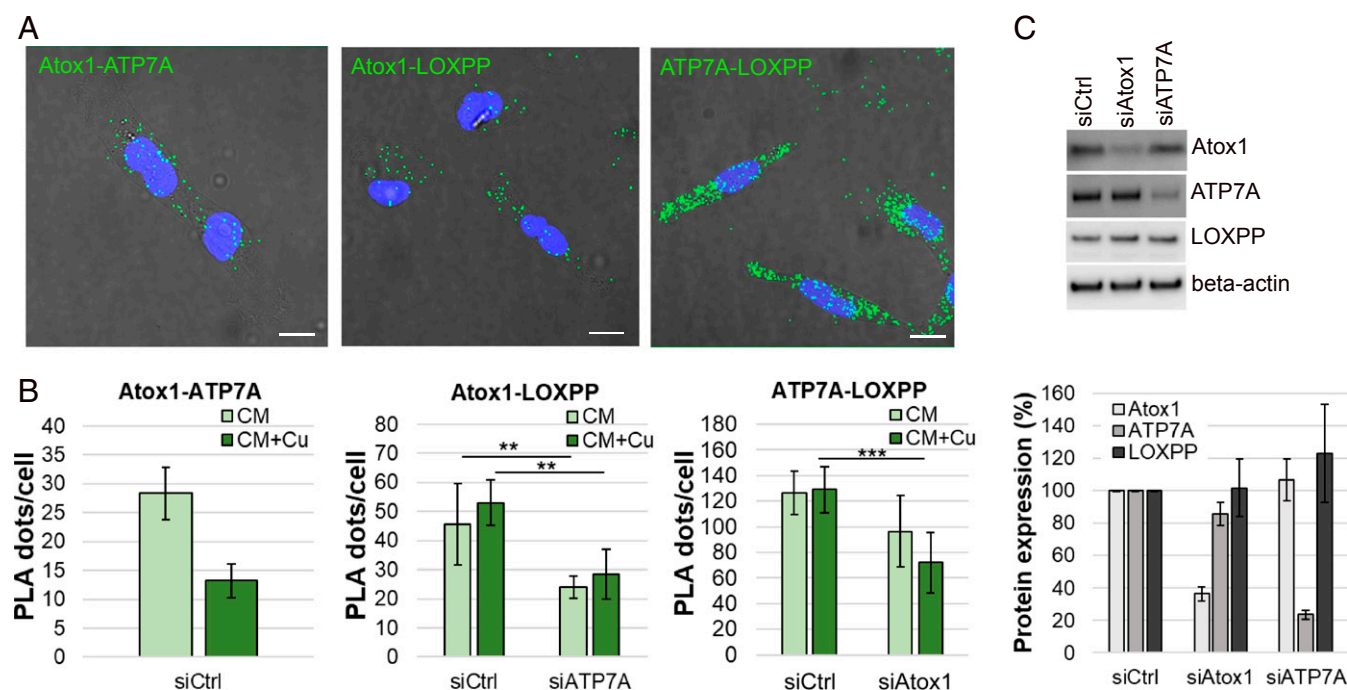 A
Atox1-ATP7A
Atox1-LOXPP
ATP7A-LOXPP
C
siCtrl
siAtox1
siATP7A
Atox1
ATP7A
LOXPP
beta-actin
B
Atox1-ATP7A
CM
CM+Cu
PLA dots/cell
40
35
30
25
20
15
10
5
0
siCtrl
Atox1-LOXPP
CM
CM+Cu
PLA dots/cell
80
70
60
50
40
30
20
10
0
**
**
siCtrl siATP7A
ATP7A-LOXPP
CM
CM+Cu
PLA dots/cell
180
160
140
120
100
80
60
40
20
0
***
siCtrl siAtox1
Protein expression (%)
160
140
120
100
80
60
40
20
0
Atox1
ATP7A
LOXPP
siCtrl siAtox1 siATP7A